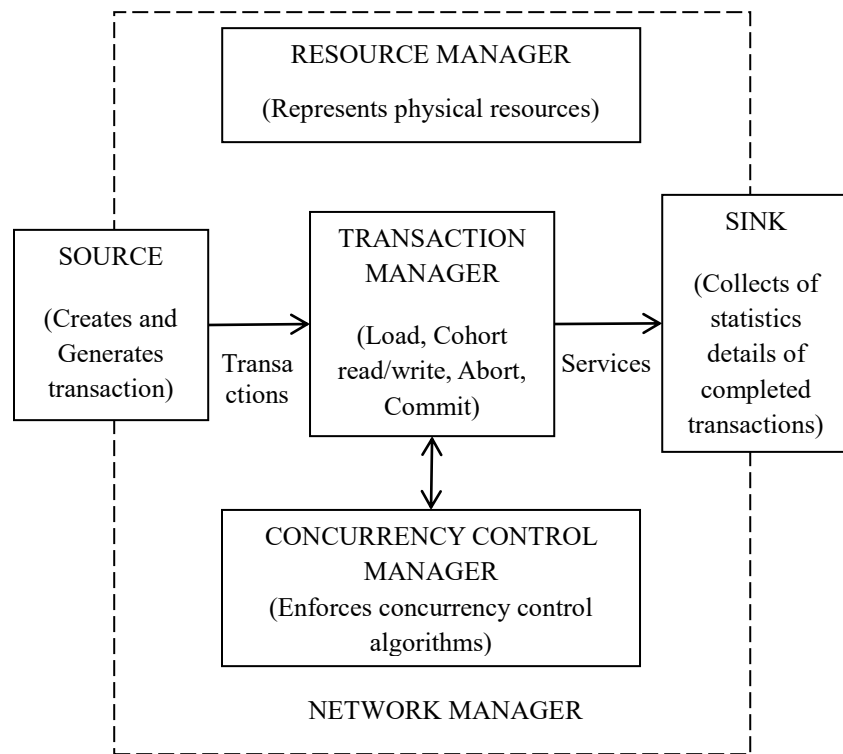 RESOURCE MANAGER
(Represents physical resources)
SOURCE
(Creates and
Generates
transaction)
Transa
ctions
TRANSACTION
MANAGER
(Load, Cohort
read/write, Abort,
Commit)
Services
SINK
(Collects of
statistics
details of
completed
transactions)
CONCURRENCY CONTROL
MANAGER
(Enforces concurrency control
algorithms)
NETWORK MANAGER